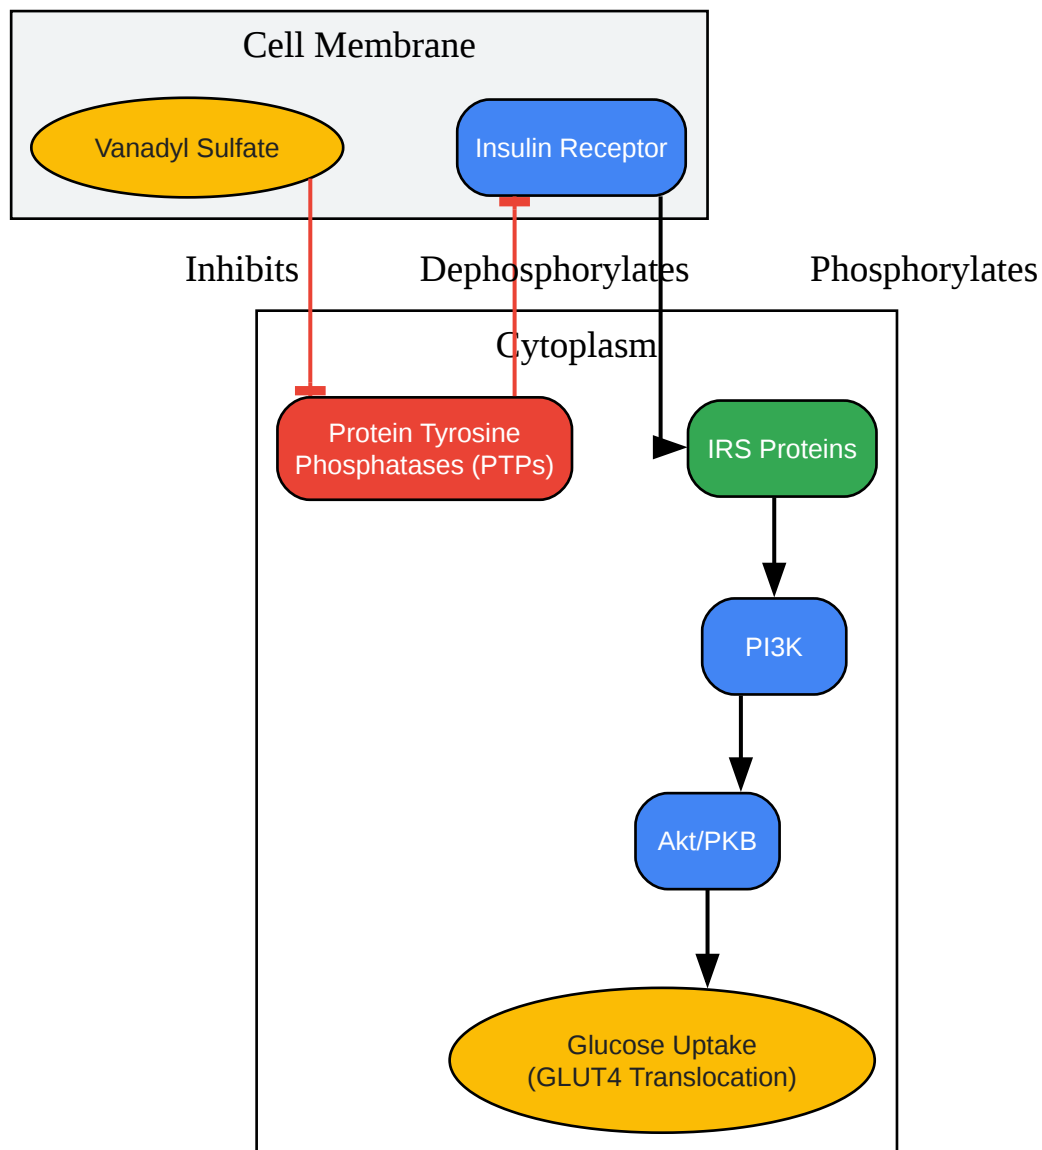 Cell Membrane
Vanadyl Sulfate
Insulin Receptor
Inhibits
Dephosphorylates
Phosphorylates
Cytoplasm
Protein Tyrosine
Phosphatases (PTPs)
IRS Proteins
PI3K
Akt/PKB
Glucose Uptake
(GLUT4 Translocation)